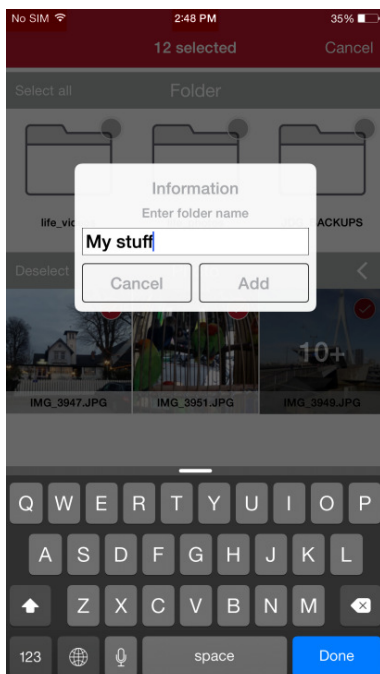 No SIM 2:48 PM 35%
12 selected Cancel
Select all Folder
Information
Enter folder name
life_vid ACKUPS
My stuff
Deselect
Cancel Add
10+
IMG_3947.JPG IMG_3951.JPG IMG_3949.JPG
Q W E R T Y U I O P
A S D F G H J K L
Z X C V B N M
123 space Done